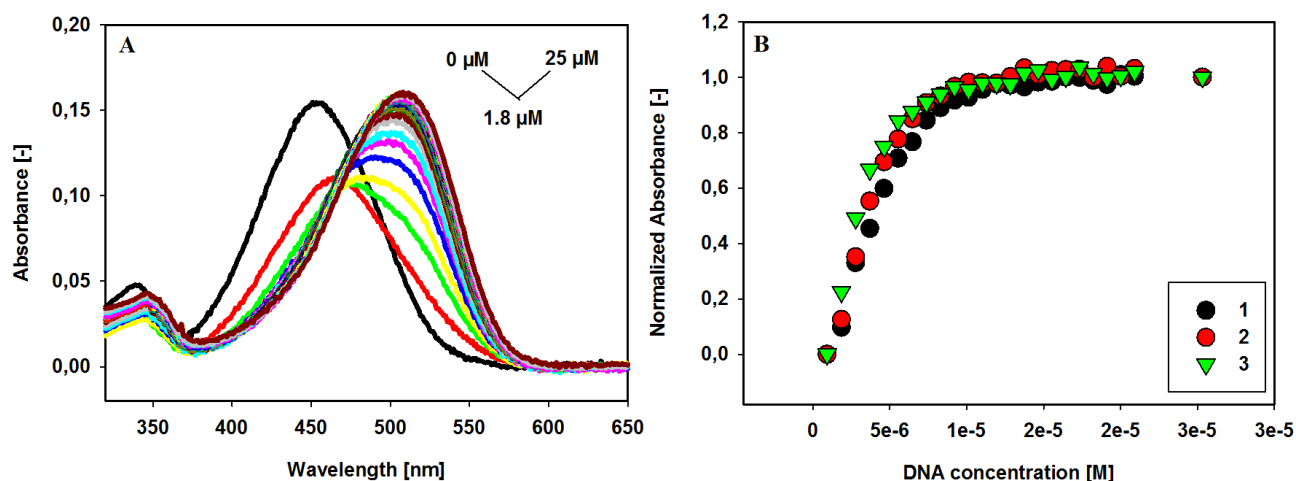 A
0 µM 25 µM
1.8 µM
Absorbance [-]
0,20
0,15
0,10
0,05
0,00
350 400 450 500 550 600 650
Wavelength [nm]
B
Normalized Absorbance [-]
1,2
1,0
0,8
0,6
0,4
0,2
0,0
1
2
3
0 5e-6 1e-5 2e-5 2e-5 3e-5 3e-5
DNA concentration [M]